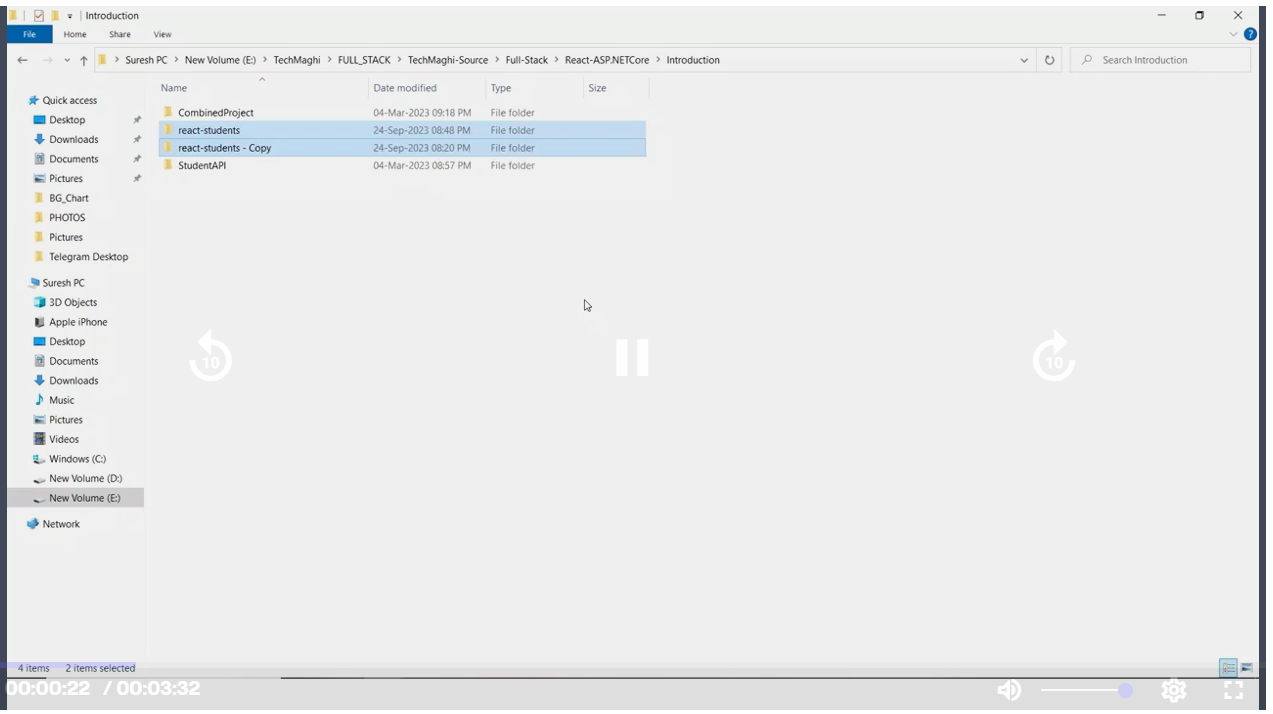 Introduction
File Home Share View
Suresh PC > New Volume (E:) > TechMaghi > FULL_STACK > TechMaghi-Source > Full-Stack > React-ASP.NETCore > Introduction
Search Introduction
Name Date modified Type Size
CombinedProject 04-Mar-2023 09:18 PM File folder
react-students 24-Sep-2023 08:48 PM File folder
react-students - Copy 24-Sep-2023 08:20 PM File folder
StudentAPI 04-Mar-2023 08:57 PM File folder
Quick access
Desktop
Downloads
Documents
Pictures
BG_Chart
PHOTOS
Pictures
Telegram Desktop
Suresh PC
3D Objects
Apple iPhone
Desktop
Documents
Downloads
Music
Pictures
Videos
Windows (C:)
New Volume (D:)
New Volume (E:)
Network
10 10
4 items 2 items selected
00:00:22 / 00:03:32